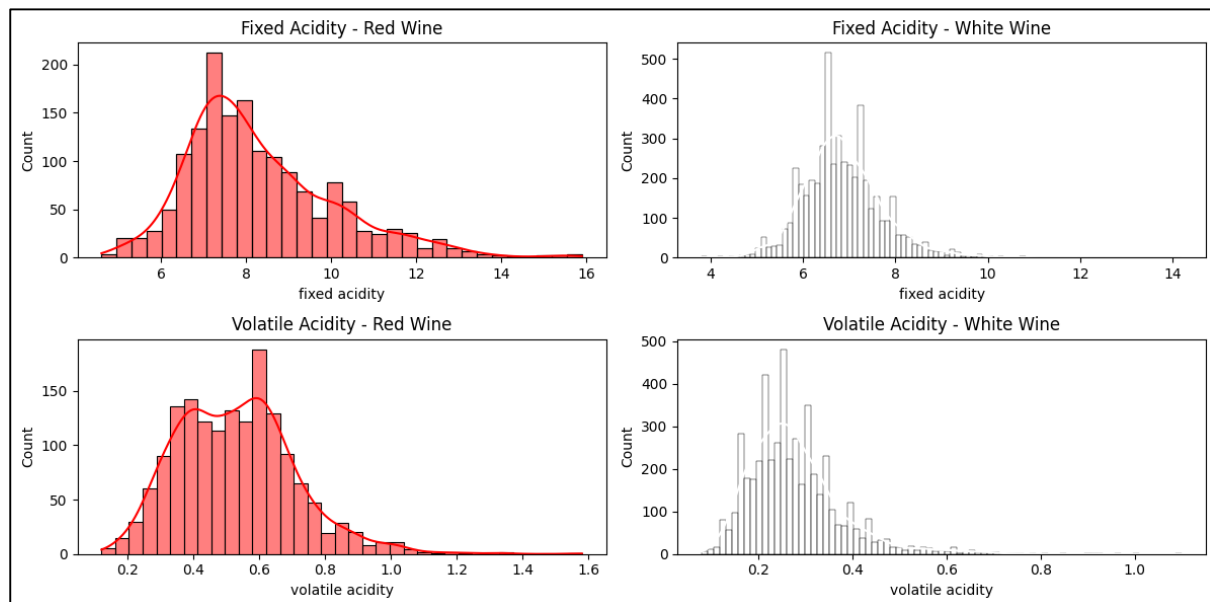 Fixed Acidity - Red Wine
200
150
100
50
0
Count
6 8 10 12 14 16
fixed acidity
Fixed Acidity - White Wine
500
400
300
200
100
0
Count
4 6 8 10 12 14
fixed acidity
Volatile Acidity - Red Wine
150
100
50
0
Count
0.2 0.4 0.6 0.8 1.0 1.2 1.4 1.6
volatile acidity
Volatile Acidity - White Wine
500
400
300
200
100
0
Count
0.2 0.4 0.6 0.8 1.0
volatile acidity